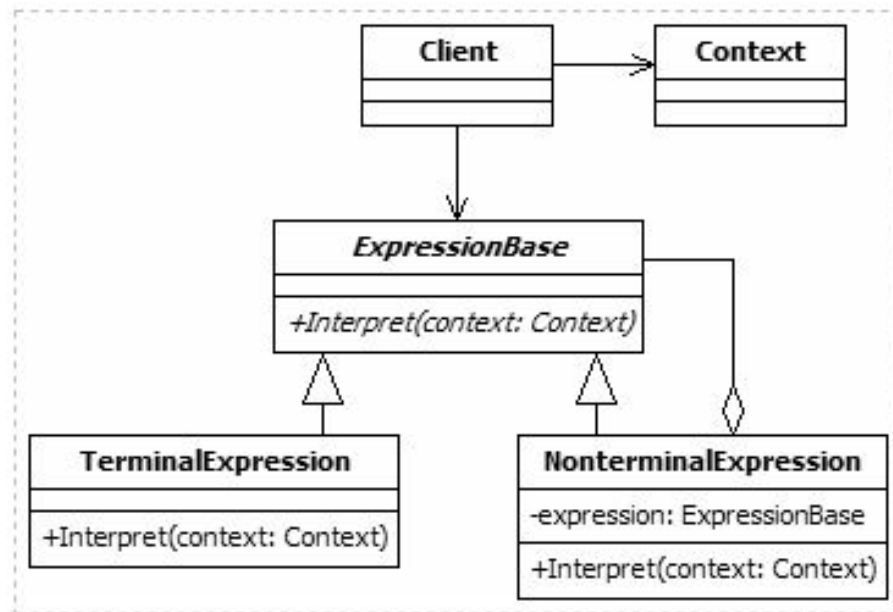 Client
Context
ExpressionBase
+Interpret(context: Context)
TerminalExpression
+Interpret(context: Context)
NonterminalExpression
-expression: ExpressionBase
+Interpret(context: Context)